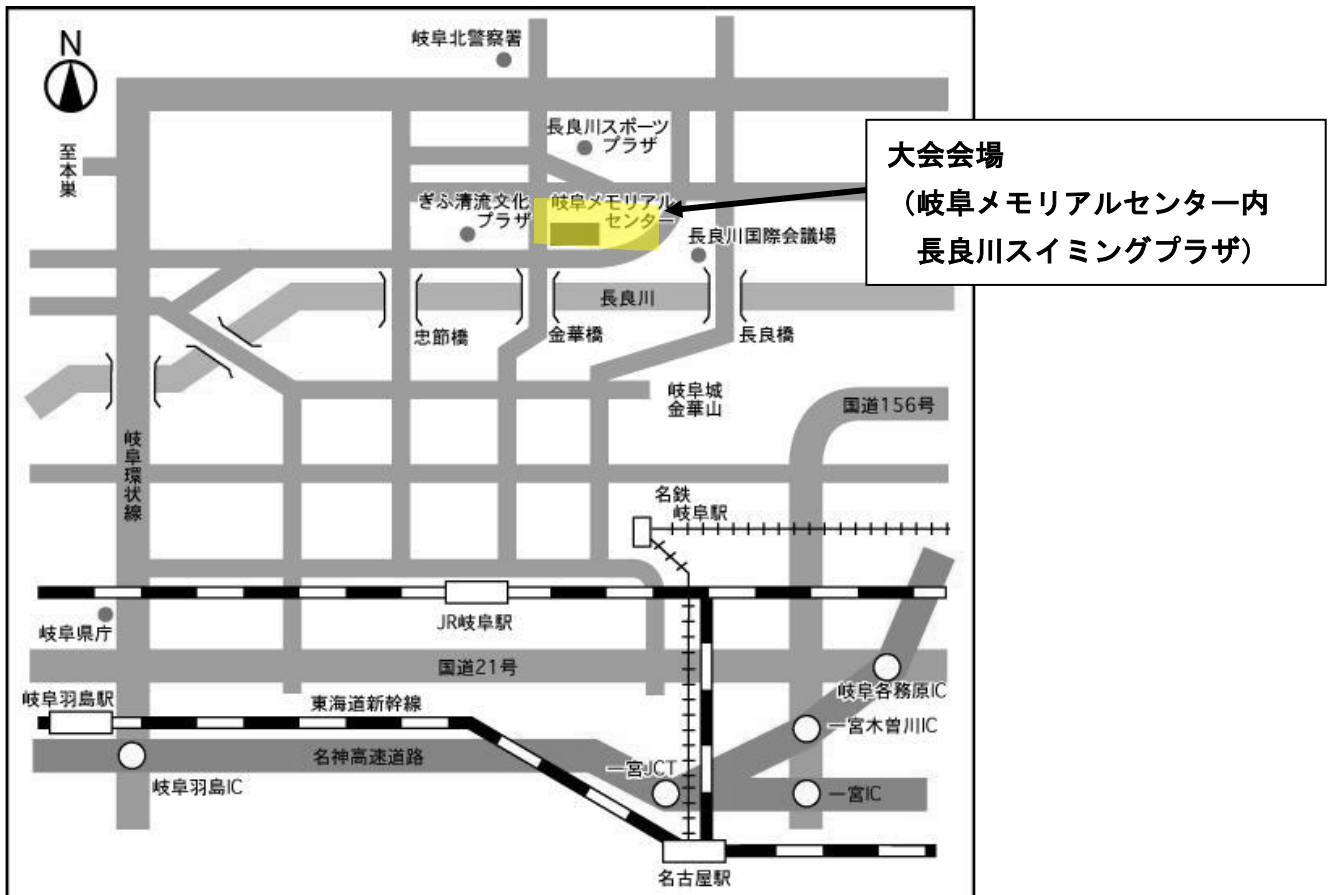 N
岐阜北警察署
至本巣
長良川スポーツ
プラザ
大会会場
（岐阜メモリアルセンター内
長良川スイミングプラザ）
ぎふ清流文化
プラザ
岐阜メモリアル
センター
長良川国際会議場
長良川
忠節橋
金華橋
長良橋
岐阜城
金華山
国道156号
岐阜環状線
名鉄
岐阜駅
JR岐阜駅
岐阜県庁
国道21号
岐阜各務原IC
岐阜羽島駅
東海道新幹線
一宮木曽川IC
名神高速道路
一宮JCT
岐阜羽島IC
一宮IC
名古屋駅